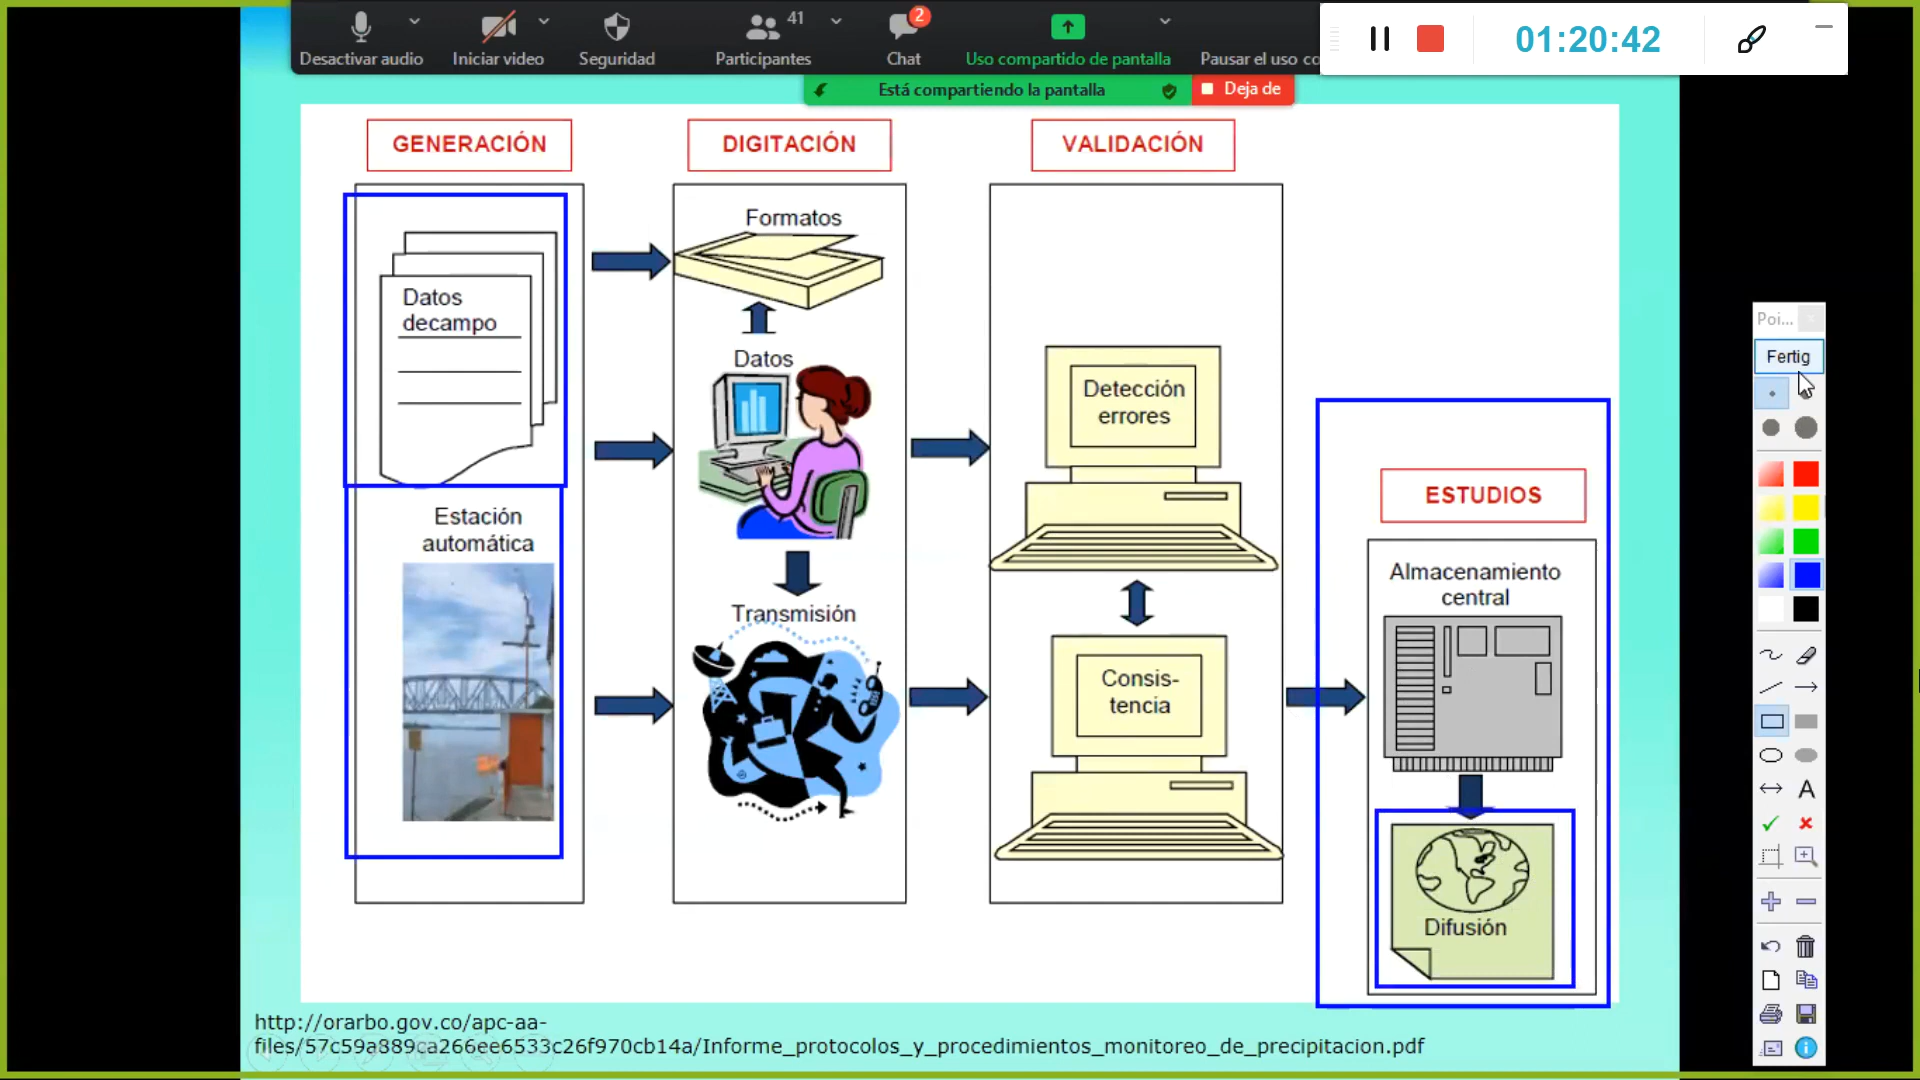 Desactivar audio
Iniciar video
Seguridad
Participantes
41
Chat
2
Uso compartido de pantalla
Pausar el uso co
01:20:42
Está compartiendo la pantalla
Deja de
GENERACIÓN
DIGITACIÓN
VALIDACIÓN
Formatos
Datos
decampo
Datos
Detección
errores
Estación
automática
ESTUDIOS
Almacenamiento
central
Transmisión
Consis-
tencia
Difusión
Poi...
Fertig
A
http://orarbo.gov.co/apc-aa-
files/57c59a889ca266ee6533c26f970cb14a/Informe_protocolos_y_procedimientos_monitoreo_de_precipitacion.pdf